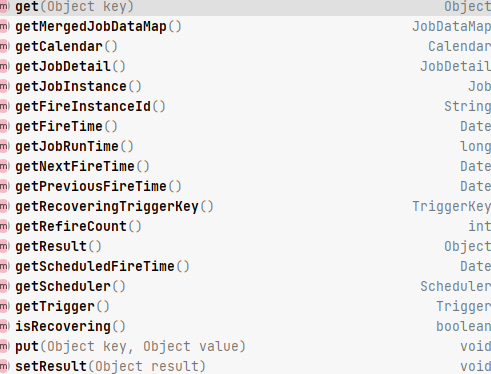 m get(Object key) Object
m getMergedJobDataMap() JobDataMap
m getCalendar() Calendar
m getJobDetail() JobDetail
m getJobInstance() Job
m getFireInstanceId() String
m getFireTime() Date
m getJobRunTime() long
m getNextFireTime() Date
m getPreviousFireTime() Date
m getRecoveringTriggerKey() TriggerKey
m getRefireCount() int
m getResult() Object
m getScheduledFireTime() Date
m getScheduler() Scheduler
m getTrigger() Trigger
m isRecovering() boolean
m put(Object key, Object value) void
m setResult(Object result) void